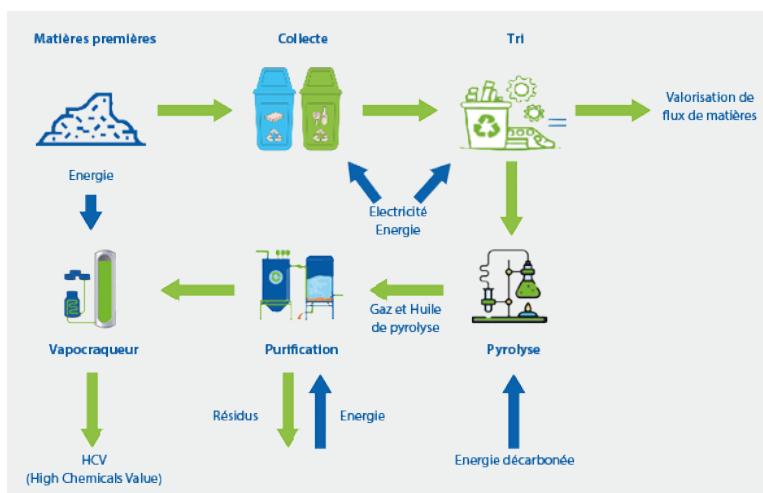 Matières premières
Collecte
Tri
Valorisation de
flux de matières
Energie
Electricité
Energie
Gaz et Huile
de pyrolyse
Vapocraqueur
Purification
Pyrolyse
Résidus
Energie
HCV
(High Chemicals Value)
Energie décarbonée